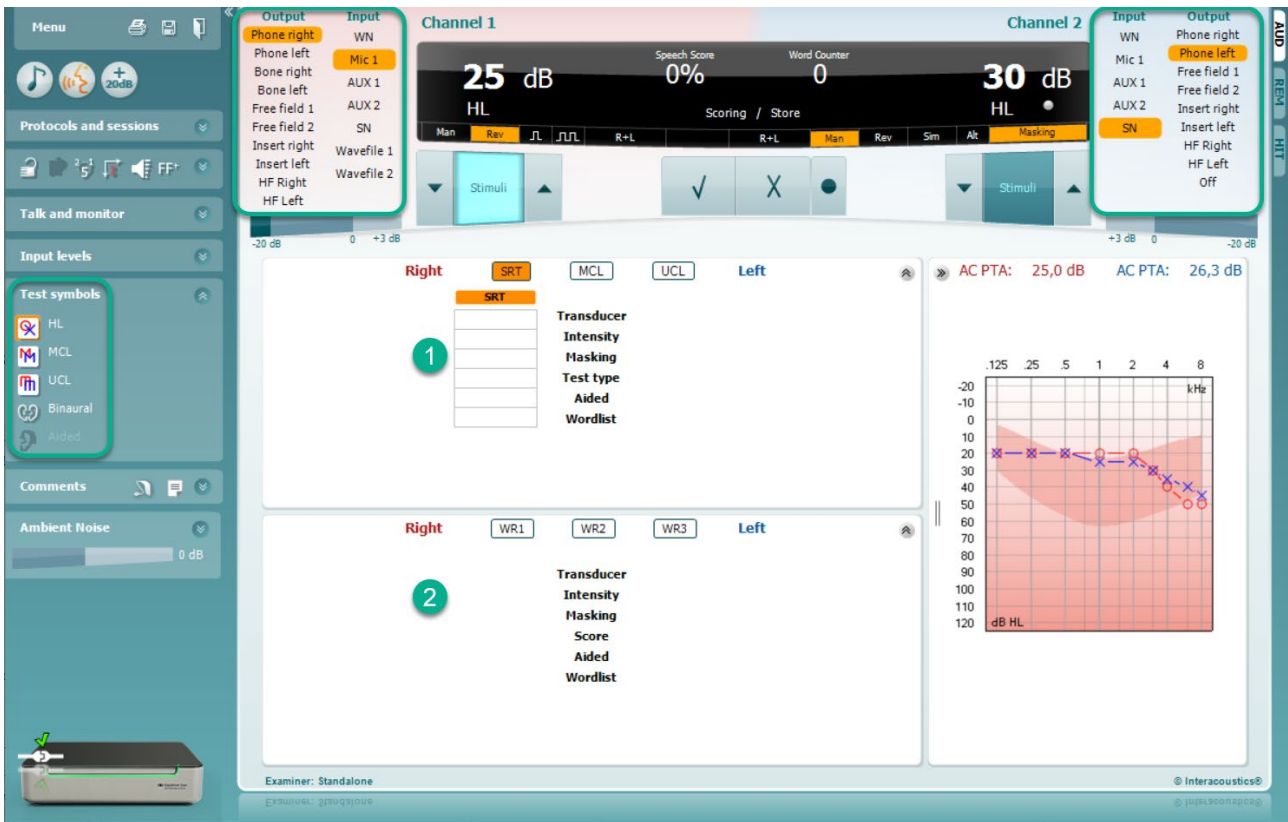 Menu
20dB
Protocols and sessions
FF+
Talk and monitor
Input levels
Test symbols
HL
MCL
UCL
Binaural
Aided
Comments
Ambient Noise
0 dB
Output Input
Phone right WN
Phone left Mic 1
Bone right AUX 1
Bone left AUX 2
Free field 1 SN
Free field 2 Wavefile 1
Insert right Wavefile 2
Insert left
HF Right
HF Left
Channel 1
Channel 2
25 dB
HL
Speech Score
0%
Word Counter
0
Scoring / Store
30 dB
HL
Man Rev R+L R+L Man Rev Sim Alt Masking
Stimuli
√ X
Stimuli
Input Output
WN Phone right
Mic 1 Phone left
AUX 1 Free field 1
AUX 2 Free field 2
SN Insert right
Insert left
HF Right
HF Left
Off
AUD
REM
HIT
-20 dB 0 +3 dB
+3 dB 0 -20 dB
Right SRT MCL UCL Left
SRT
1
Transducer
Intensity
Masking
Test type
Aided
Wordlist
Right WR1 WR2 WR3 Left
2
Transducer
Intensity
Masking
Score
Aided
Wordlist
AC PTA: 25,0 dB AC PTA: 26,3 dB
.125 .25 .5 1 2 4 8
kHz
-20
-10
0
10
20
30
40
50
60
70
80
90
100
110
120
dB HL
Examiner: Standalone
© Interacoustics®